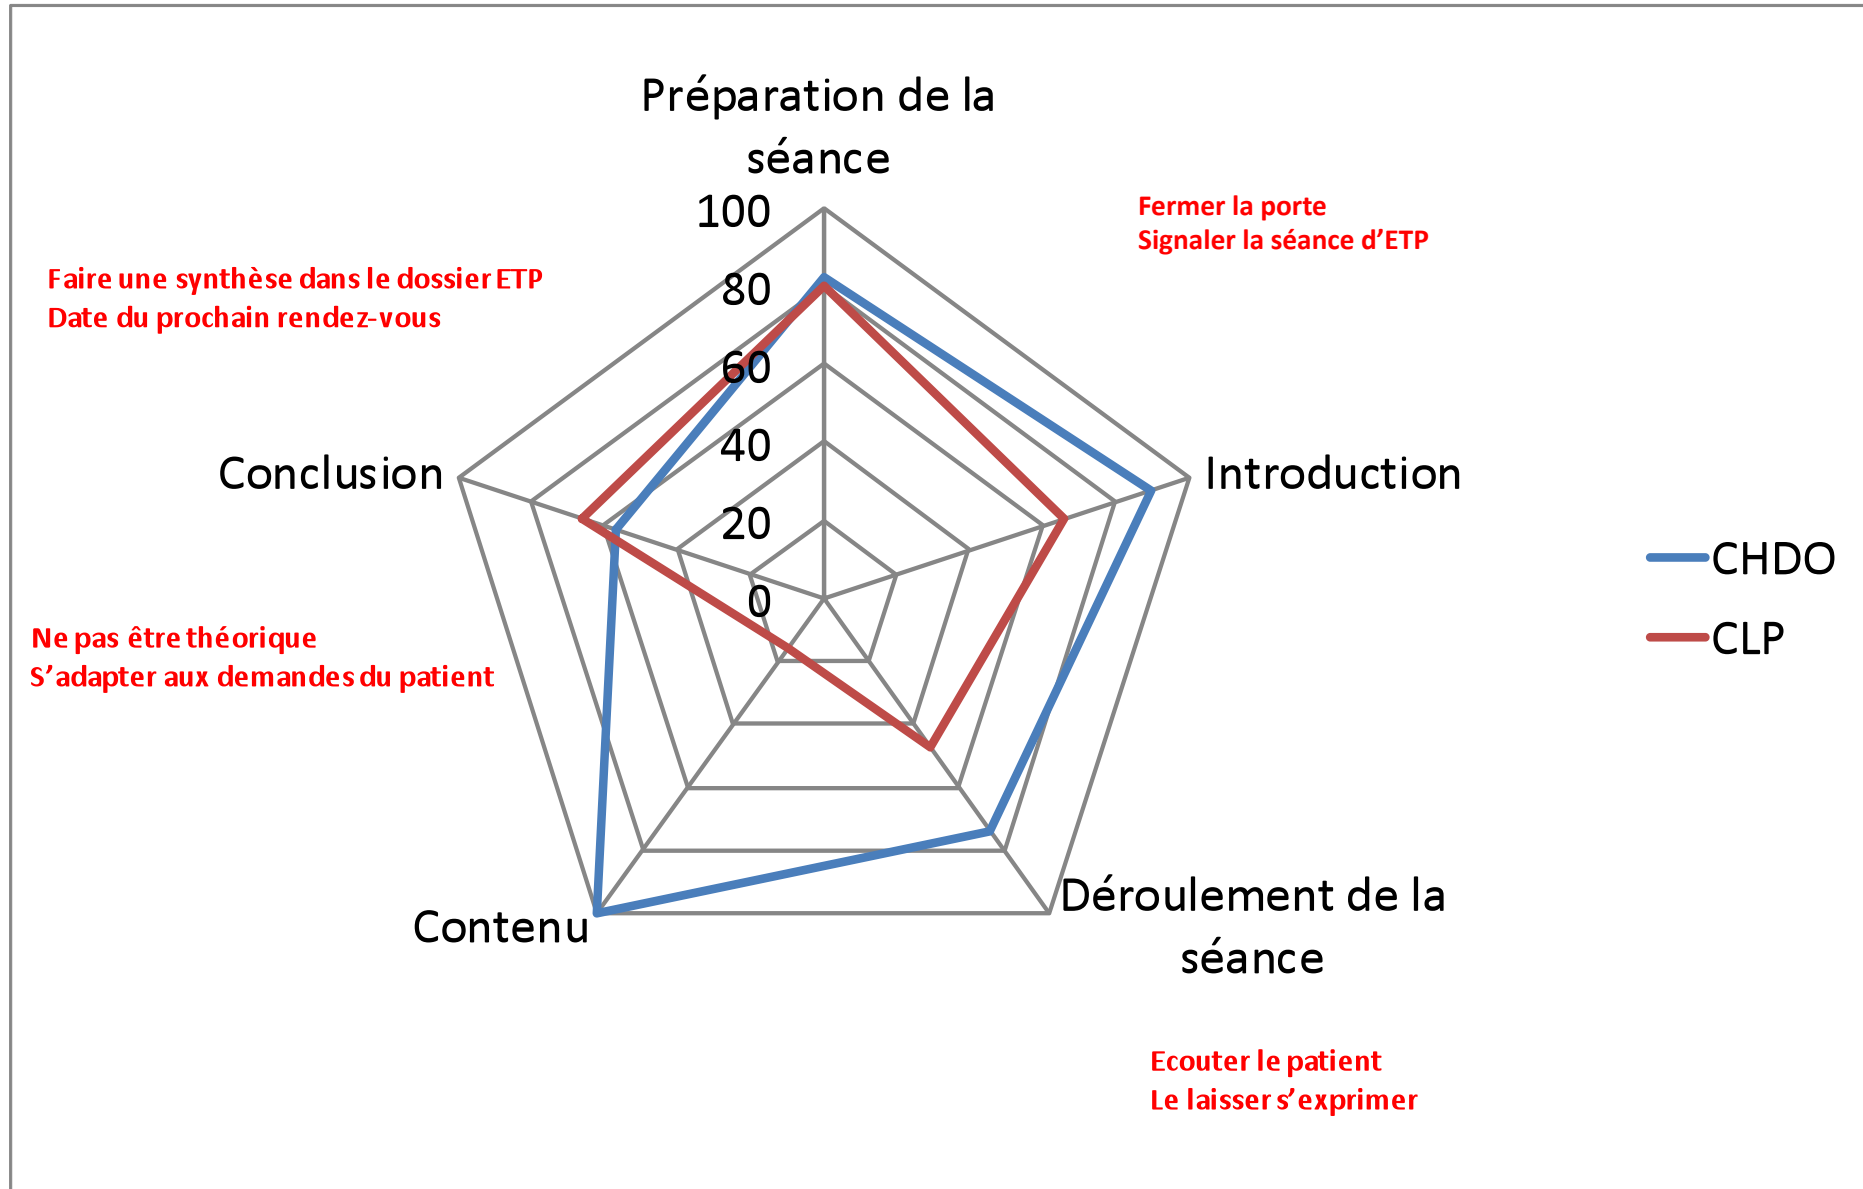 Préparation de la
séance
100
80
60
40
20
0
Fermer la porte
Signaler la séance d’ETP
Faire une synthèse dans le dossier ETP
Date du prochain rendez-vous
Conclusion
Introduction
CHDO
CLP
Ne pas être théorique
S’adapter aux demandes du patient
Contenu
Déroulement de la
séance
Ecouter le patient
Le laisser s’exprimer